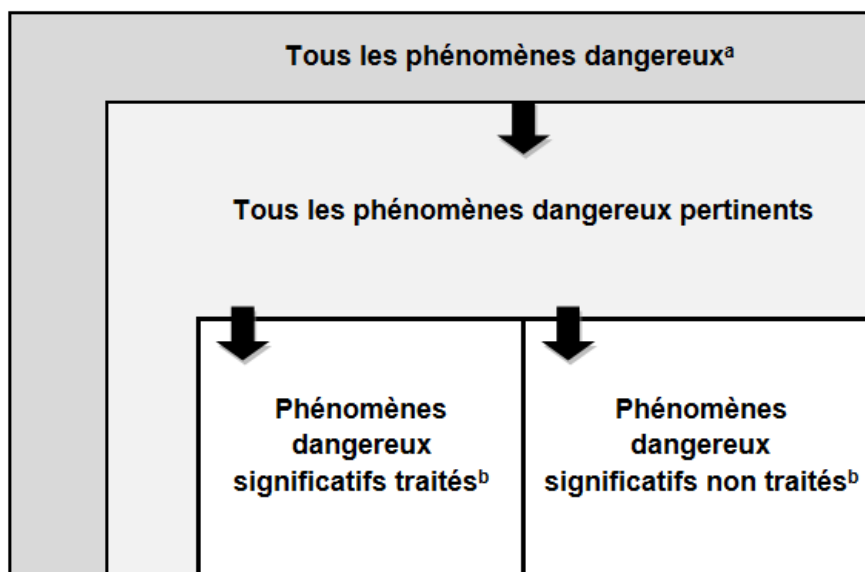 Tous les phénomènes dangereuxᵃ
Tous les phénomènes dangereux pertinents
Phénomènes
dangereux
significatifs traitésᵇ
Phénomènes
dangereux
significatifs non traitésᵇ